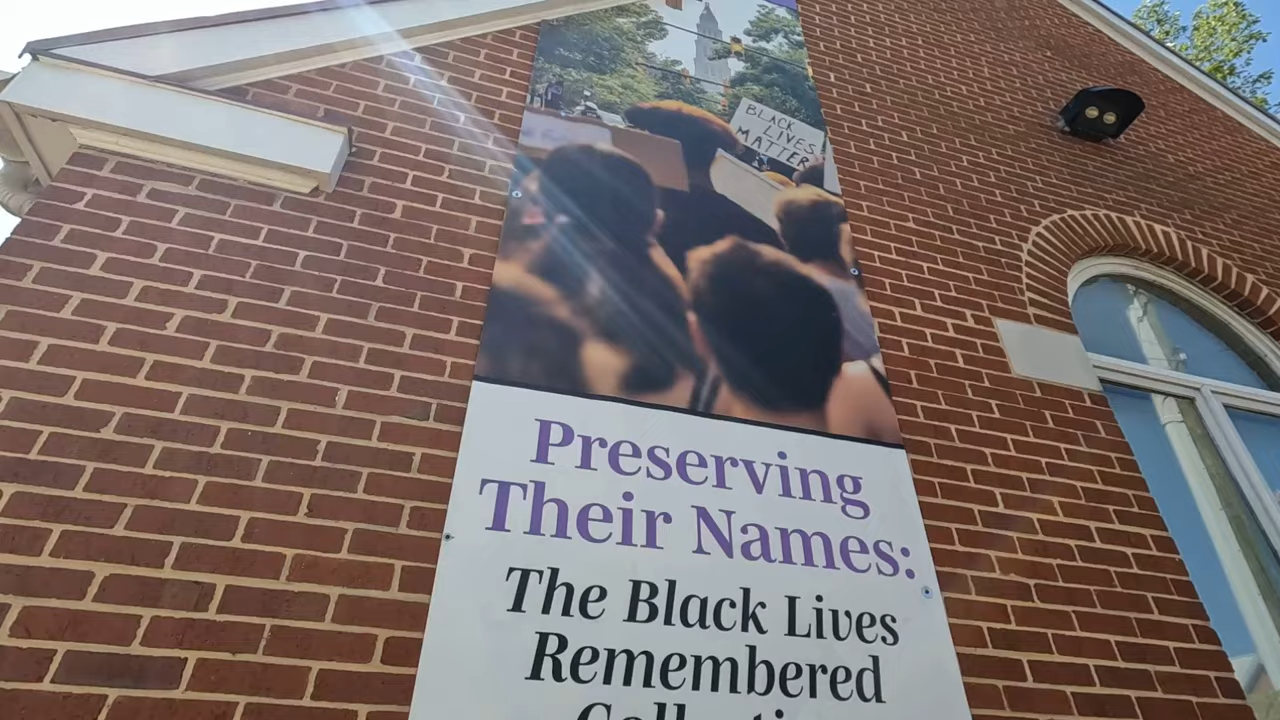 BLACK
LIVES
MATTER
Preserving
Their Names:
The Black Lives
Remembered